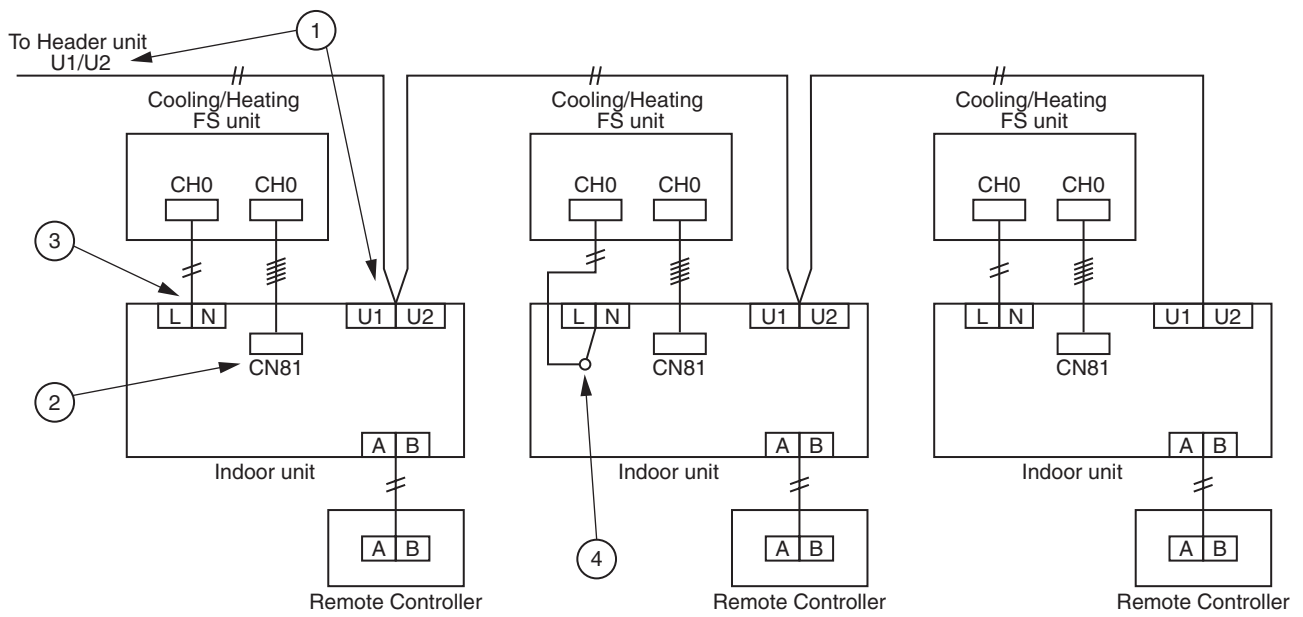 1
To Header unit
U1/U2
Cooling/Heating
FS unit
Cooling/Heating
FS unit
Cooling/Heating
FS unit
CH0 CH0
CH0 CH0
CH0 CH0
3
L N
U1 U2
L N
U1 U2
L N
U1 U2
CN81
CN81
CN81
2
A B
A B
A B
Indoor unit
Indoor unit
Indoor unit
A B
4
A B
A B
Remote Controller
Remote Controller
Remote Controller